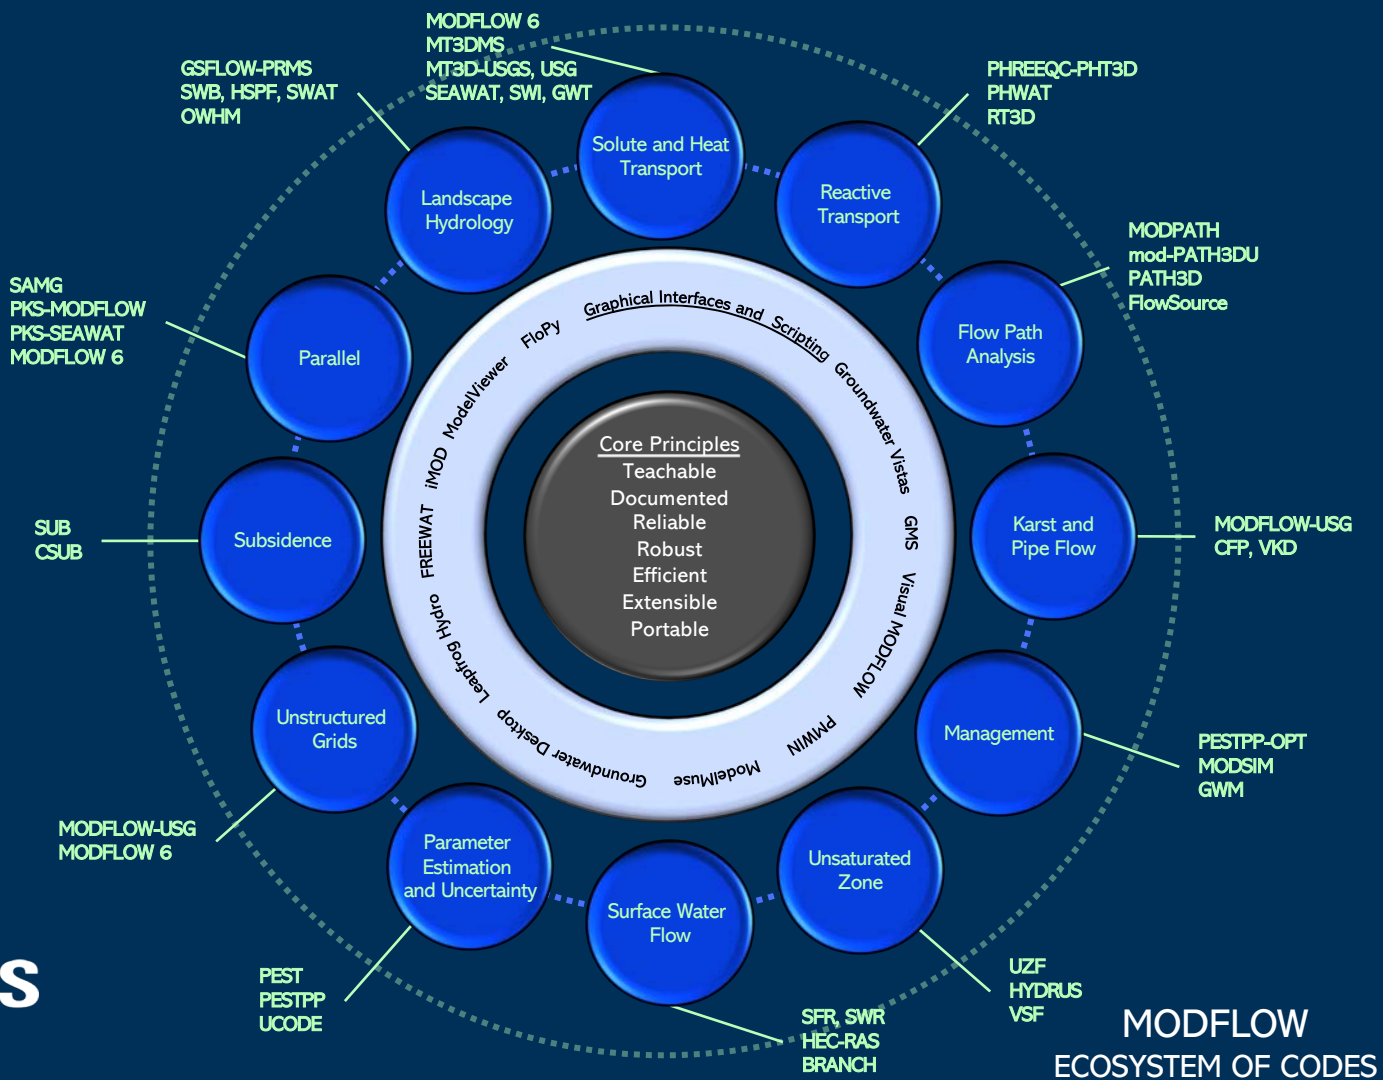 MODFLOW 6
MT3DMS
MT3D-USGS, USG
SEAWAT, SWI, GWT
GSFLOW-PRMS
SWB, HSPF, SWAT
OWHM
PHREEQC-PHT3D
PHWAT
RT3D
Solute and Heat
Transport
Landscape
Hydrology
Reactive
Transport
MODPATH
mod-PATH3DU
PATH3D
FlowSource
SAMG
PKS-MODFLOW
PKS-SEAWAT
MODFLOW 6
Parallel
Flow Path
Analysis
Graphical Interfaces and Scripting
Groundwater Vistas
GMS
Visual MODFLOW
PMWIN
ModelMuse
Groundwater Desktop
Leapfrog Hydro
FREEWAT
iMOD
ModelViewer
FloPy
Core Principles
Teachable
Documented
Reliable
Robust
Efficient
Extensible
Portable
SUB
CSUB
Subsidence
Karst and
Pipe Flow
MODFLOW-USG
CFP, VKD
Unstructured
Grids
Management
PESTPP-OPT
MODSIM
GWM
MODFLOW-USG
MODFLOW 6
Parameter
Estimation
and Uncertainty
Surface Water
Flow
Unsaturated
Zone
PEST
PESTPP
UCODE
SFR, SWR
HEC-RAS
BRANCH
UZF
HYDRUS
VSF
S
MODFLOW
ECOSYSTEM OF CODES